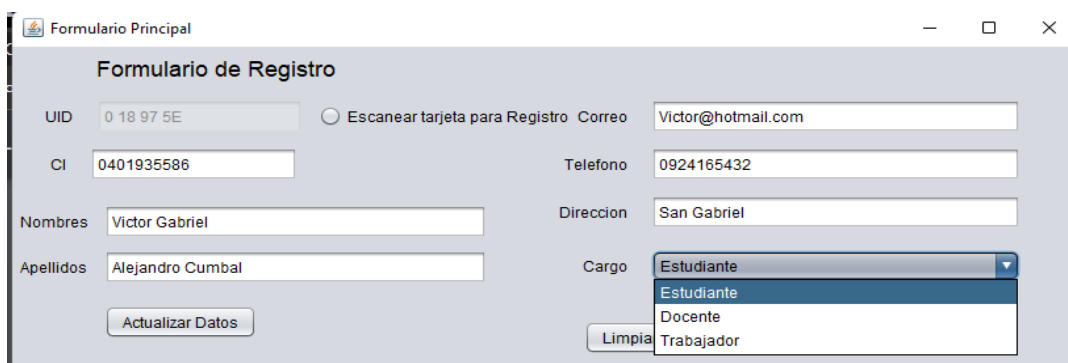 Formulario Principal
Formulario de Registro
UID 0 18 97 5E Escanear tarjeta para Registro Correo Victor@hotmail.com
CI 0401935586 Telefono 0924165432
Nombres Victor Gabriel Direccion San Gabriel
Apellidos Alejandro Cumbal Cargo Estudiante
Estudiante
Docente
Actualizar Datos
Trabajador